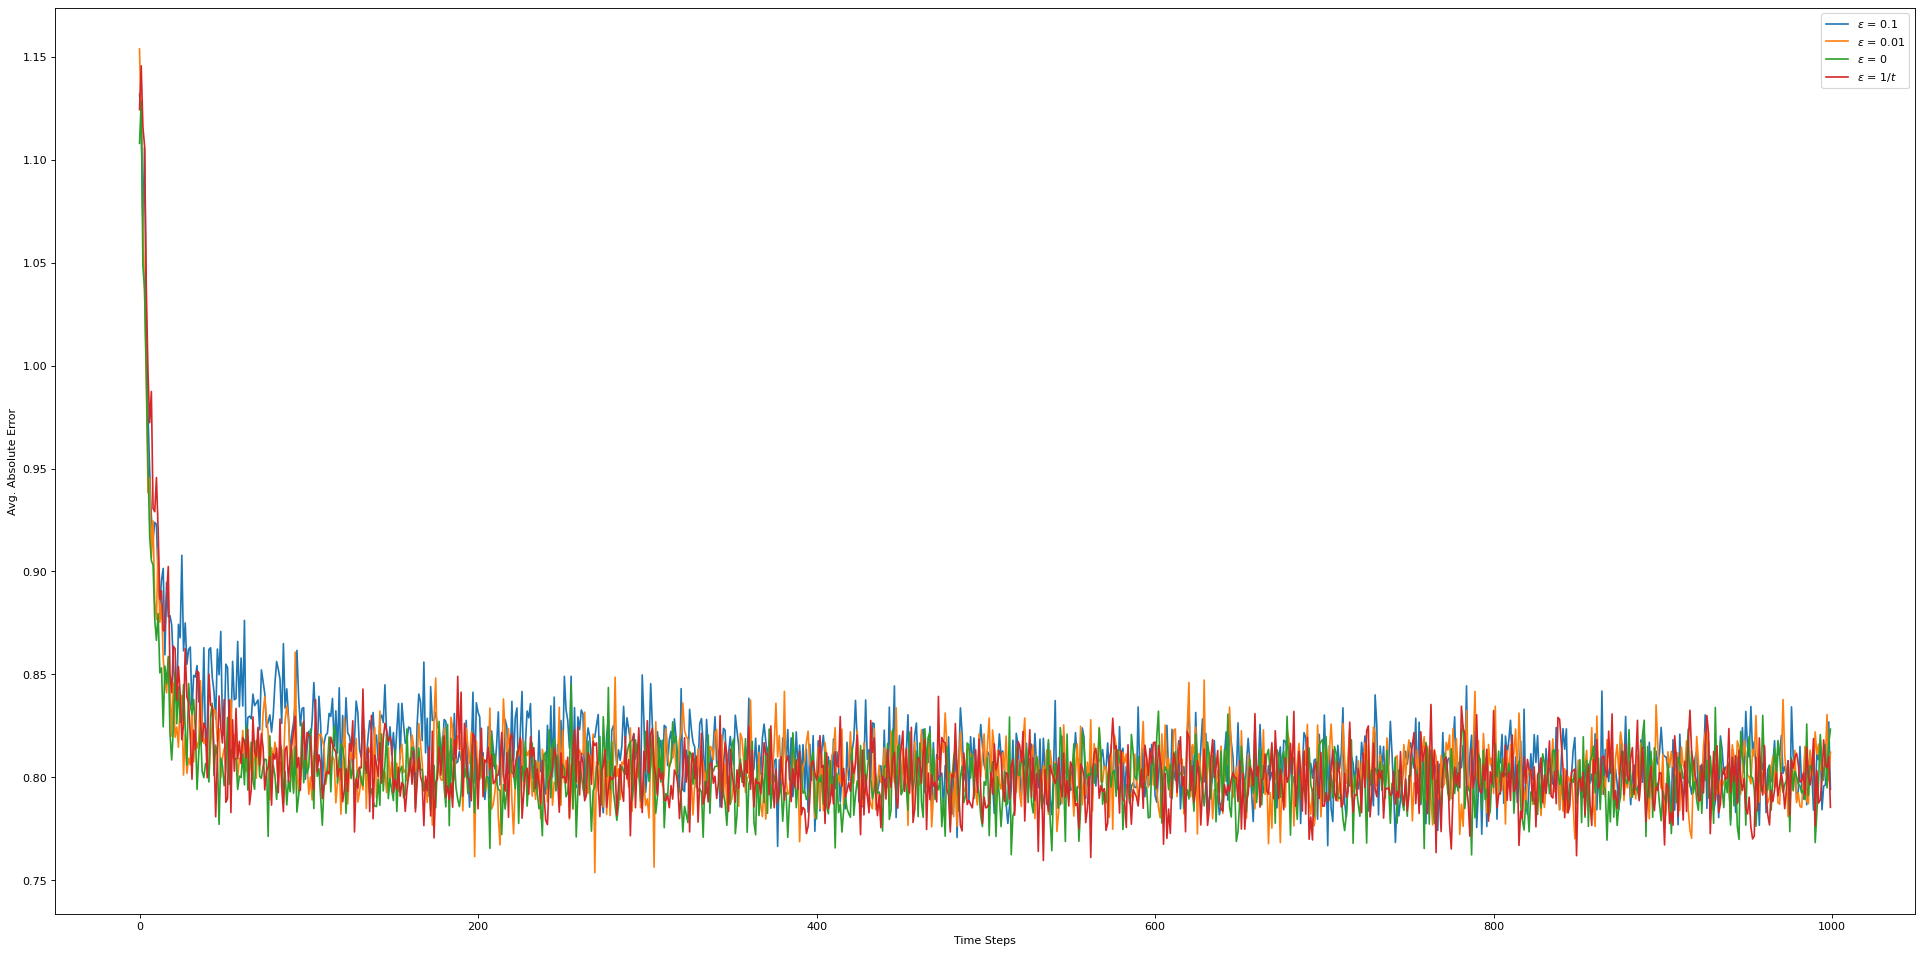 ε = 0.1
ε = 0.01
ε = 0
ε = 1/t
1.15
1.10
1.05
1.00
0.95
0.90
0.85
0.80
0.75
Avg. Absolute Error
0 200 400 600 800 1000
Time Steps